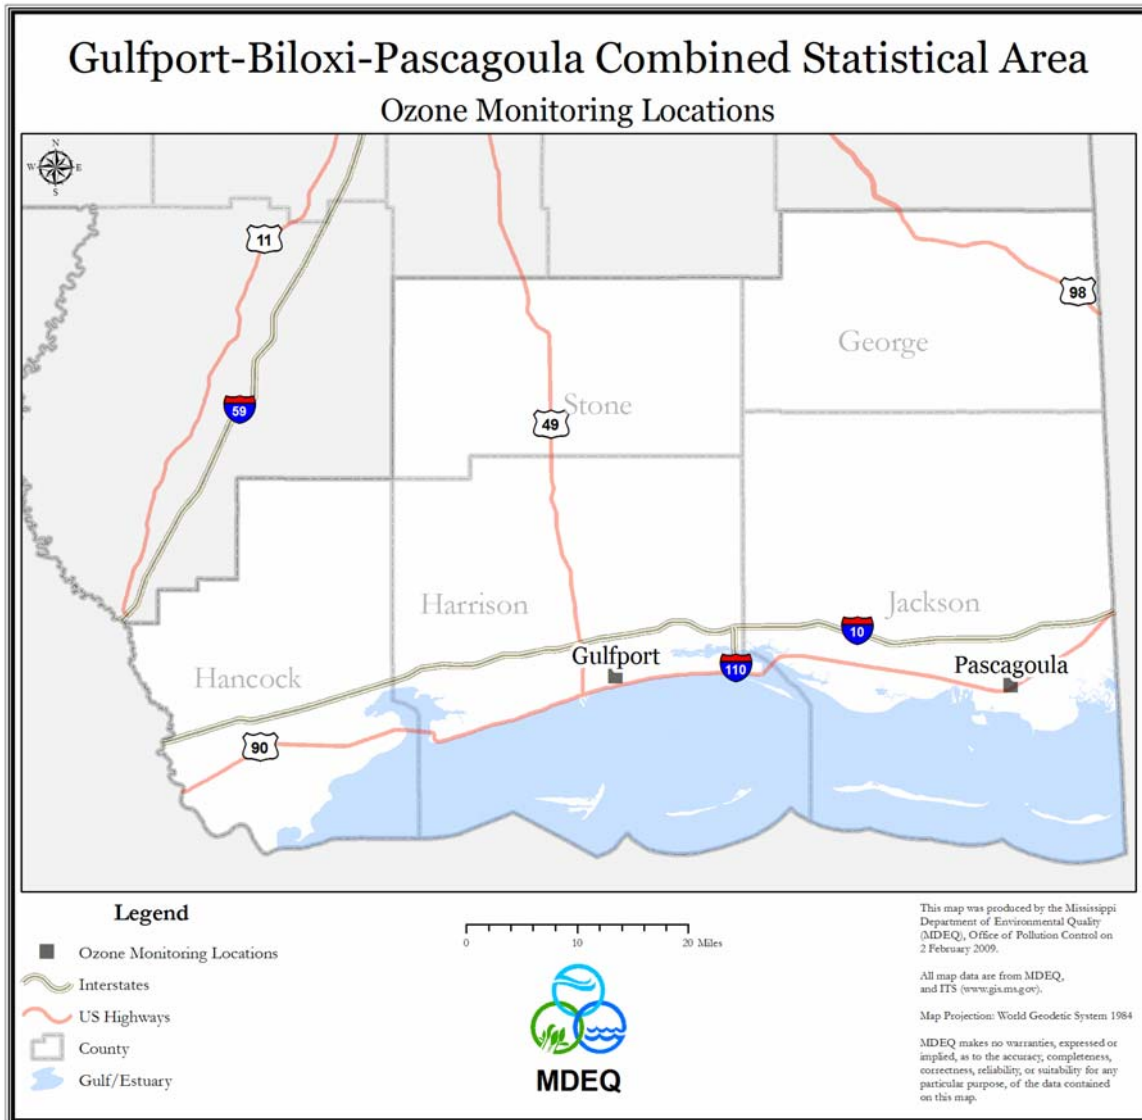 Gulfport-Biloxi-Pascagoula Combined Statistical Area
Ozone Monitoring Locations
N
W E
S
11
98
George
59
Stone
49
Harrison
Jackson
10
Gulfport
110
Pascagoula
Hancock
90
Legend
Ozone Monitoring Locations
Interstates
US Highways
County
Gulf/Estuary
0 10 20 Miles
MDEQ
This map was produced by the Mississippi
Department of Environmental Quality
(MDEQ), Office of Pollution Control on
2 February 2009.
All map data are from MDEQ,
and ITS (www.gis.ms.gov).
Map Projection: World Geodetic System 1984
MDEQ makes no warranties, expressed or
implied, as to the accuracy, completeness,
correctness, reliability, or suitability for any
particular purpose, of the data contained
on this map.